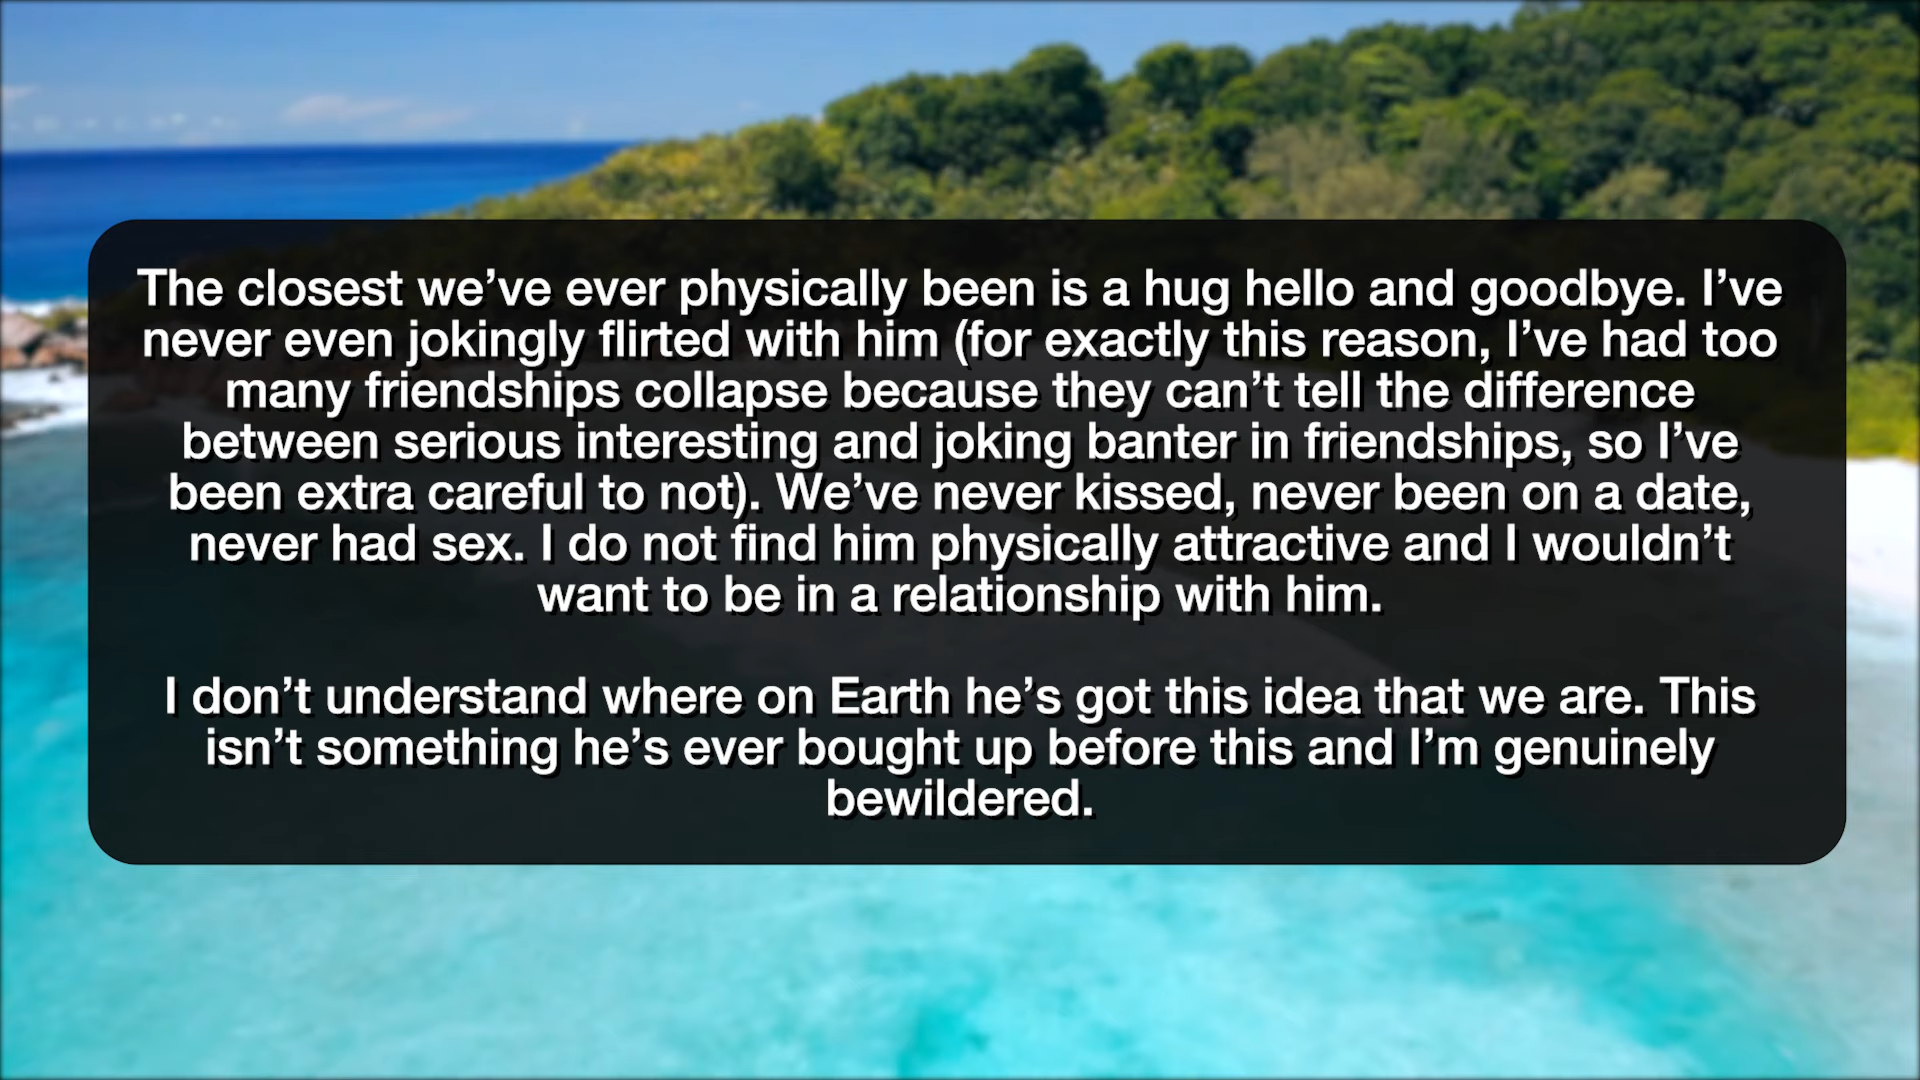 The closest we’ve ever physically been is a hug hello and goodbye. I’ve
never even jokingly flirted with him (for exactly this reason, I’ve had too
many friendships collapse because they can’t tell the difference
between serious interesting and joking banter in friendships, so I’ve
been extra careful to not). We’ve never kissed, never been on a date,
never had sex. I do not find him physically attractive and I wouldn’t
want to be in a relationship with him.
I don’t understand where on Earth he’s got this idea that we are. This
isn’t something he’s ever bought up before this and I’m genuinely
bewildered.